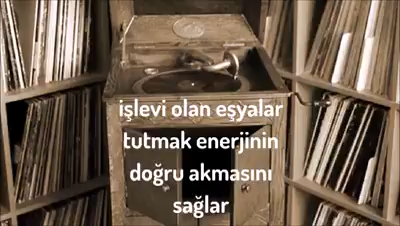 işlevi olan eşyalar
tutmak enerjinin
doğru akmasını
sağlar